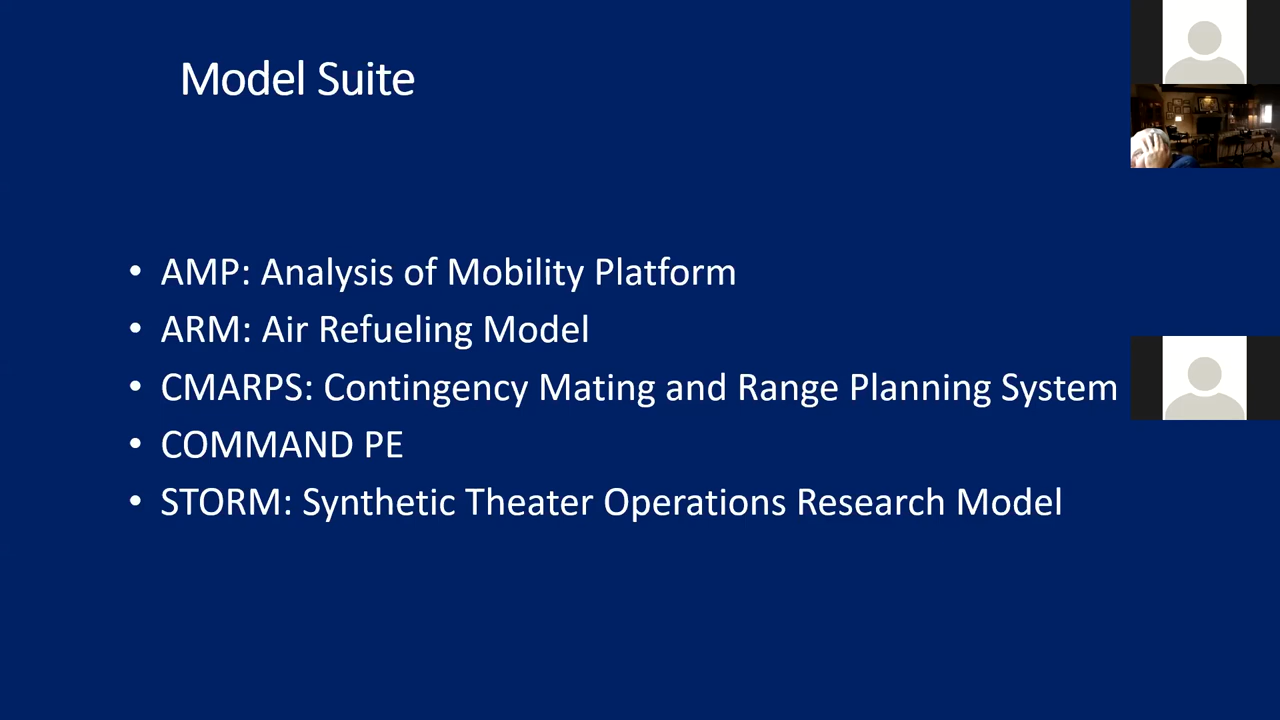 Model Suite
• AMP: Analysis of Mobility Platform
• ARM: Air Refueling Model
• CMARPS: Contingency Mating and Range Planning System
• COMMAND PE
• STORM: Synthetic Theater Operations Research Model